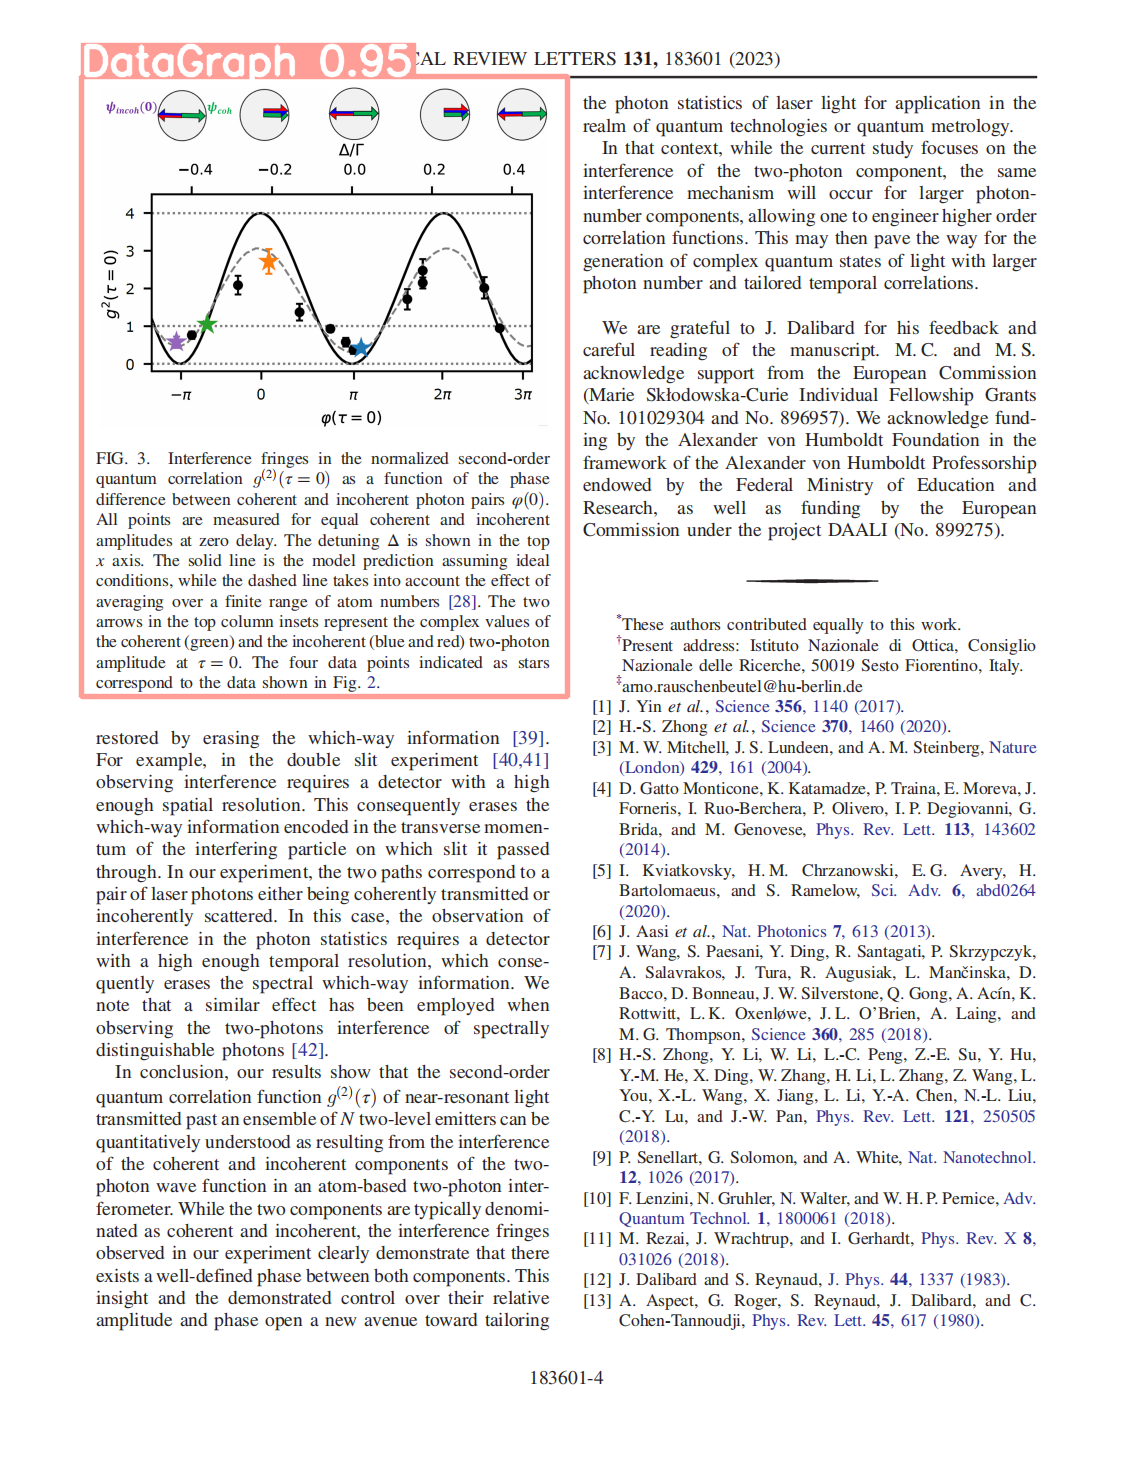 DataGraph 0.95
CAL REVIEW LETTERS 131, 183601 (2023)
ψincoh(0) ψcoh
Δ/Γ
−0.4 −0.2 0.0 0.2 0.4
4
3
2
1
0
g²(τ = 0)
−π 0 π 2π 3π
φ(τ = 0)
FIG. 3. Interference fringes in the normalized second-order
quantum correlation g(2)(τ = 0) as a function of the phase
difference between coherent and incoherent photon pairs φ(0).
All points are measured for equal coherent and incoherent
amplitudes at zero delay. The detuning Δ is shown in the top
x axis. The solid line is the model prediction assuming ideal
conditions, while the dashed line takes into account the effect of
averaging over a finite range of atom numbers [28]. The two
arrows in the top column insets represent the complex values of
the coherent (green) and the incoherent (blue and red) two-photon
amplitude at τ = 0. The four data points indicated as stars
correspond to the data shown in Fig. 2.
restored by erasing the which-way information [39].
For example, in the double slit experiment [40,41]
observing interference requires a detector with a high
enough spatial resolution. This consequently erases the
which-way information encoded in the transverse momen-
tum of the interfering particle on which slit it passed
through. In our experiment, the two paths correspond to a
pair of laser photons either being coherently transmitted or
incoherently scattered. In this case, the observation of
interference in the photon statistics requires a detector
with a high enough temporal resolution, which conse-
quently erases the spectral which-way information. We
note that a similar effect has been employed when
observing the two-photons interference of spectrally
distinguishable photons [42].
In conclusion, our results show that the second-order
quantum correlation function g(2)(τ) of near-resonant light
transmitted past an ensemble of N two-level emitters can be
quantitatively understood as resulting from the interference
of the coherent and incoherent components of the two-
photon wave function in an atom-based two-photon inter-
ferometer. While the two components are typically denomi-
nated as coherent and incoherent, the interference fringes
observed in our experiment clearly demonstrate that there
exists a well-defined phase between both components. This
insight and the demonstrated control over their relative
amplitude and phase open a new avenue toward tailoring
the photon statistics of laser light for application in the
realm of quantum technologies or quantum metrology.
In that context, while the current study focuses on the
interference of the two-photon component, the same
interference mechanism will occur for larger photon-
number components, allowing one to engineer higher order
correlation functions. This may then pave the way for the
generation of complex quantum states of light with larger
photon number and tailored temporal correlations.
We are grateful to J. Dalibard for his feedback and
careful reading of the manuscript. M. C. and M. S.
acknowledge support from the European Commission
(Marie Skłodowska-Curie Individual Fellowship Grants
No. 101029304 and No. 896957). We acknowledge fund-
ing by the Alexander von Humboldt Foundation in the
framework of the Alexander von Humboldt Professorship
endowed by the Federal Ministry of Education and
Research, as well as funding by the European
Commission under the project DAALI (No. 899275).
*These authors contributed equally to this work.
†Present address: Istituto Nazionale di Ottica, Consiglio
Nazionale delle Ricerche, 50019 Sesto Fiorentino, Italy.
‡arno.rauschenbeutel@hu-berlin.de
[1] J. Yin et al., Science 356, 1140 (2017).
[2] H.-S. Zhong et al., Science 370, 1460 (2020).
[3] M. W. Mitchell, J. S. Lundeen, and A. M. Steinberg, Nature
(London) 429, 161 (2004).
[4] D. Gatto Monticone, K. Katamadze, P. Traina, E. Moreva, J.
Forneris, I. Ruo-Berchera, P. Olivero, I. P. Degiovanni, G.
Brida, and M. Genovese, Phys. Rev. Lett. 113, 143602
(2014).
[5] I. Kviatkovsky, H. M. Chrzanowski, E. G. Avery, H.
Bartolomaeus, and S. Ramelow, Sci. Adv. 6, abd0264
(2020).
[6] J. Aasi et al., Nat. Photonics 7, 613 (2013).
[7] J. Wang, S. Paesani, Y. Ding, R. Santagati, P. Skrzypczyk,
A. Salavrakos, J. Tura, R. Augusiak, L. Mančinska, D.
Bacco, D. Bonneau, J. W. Silverstone, Q. Gong, A. Acín, K.
Rottwitt, L. K. Oxenløwe, J. L. O'Brien, A. Laing, and
M. G. Thompson, Science 360, 285 (2018).
[8] H.-S. Zhong, Y. Li, W. Li, L.-C. Peng, Z.-E. Su, Y. Hu,
Y.-M. He, X. Ding, W. Zhang, H. Li, L. Zhang, Z. Wang, L.
You, X.-L. Wang, X. Jiang, L. Li, Y.-A. Chen, N.-L. Liu,
C.-Y. Lu, and J.-W. Pan, Phys. Rev. Lett. 121, 250505
(2018).
[9] P. Senellart, G. Solomon, and A. White, Nat. Nanotechnol.
12, 1026 (2017).
[10] F. Lenzini, N. Gruhler, N. Walter, and W. H. P. Pernice, Adv.
Quantum Technol. 1, 1800061 (2018).
[11] M. Rezai, J. Wrachtrup, and I. Gerhardt, Phys. Rev. X 8,
031026 (2018).
[12] J. Dalibard and S. Reynaud, J. Phys. 44, 1337 (1983).
[13] A. Aspect, G. Roger, S. Reynaud, J. Dalibard, and C.
Cohen-Tannoudji, Phys. Rev. Lett. 45, 617 (1980).
183601-4